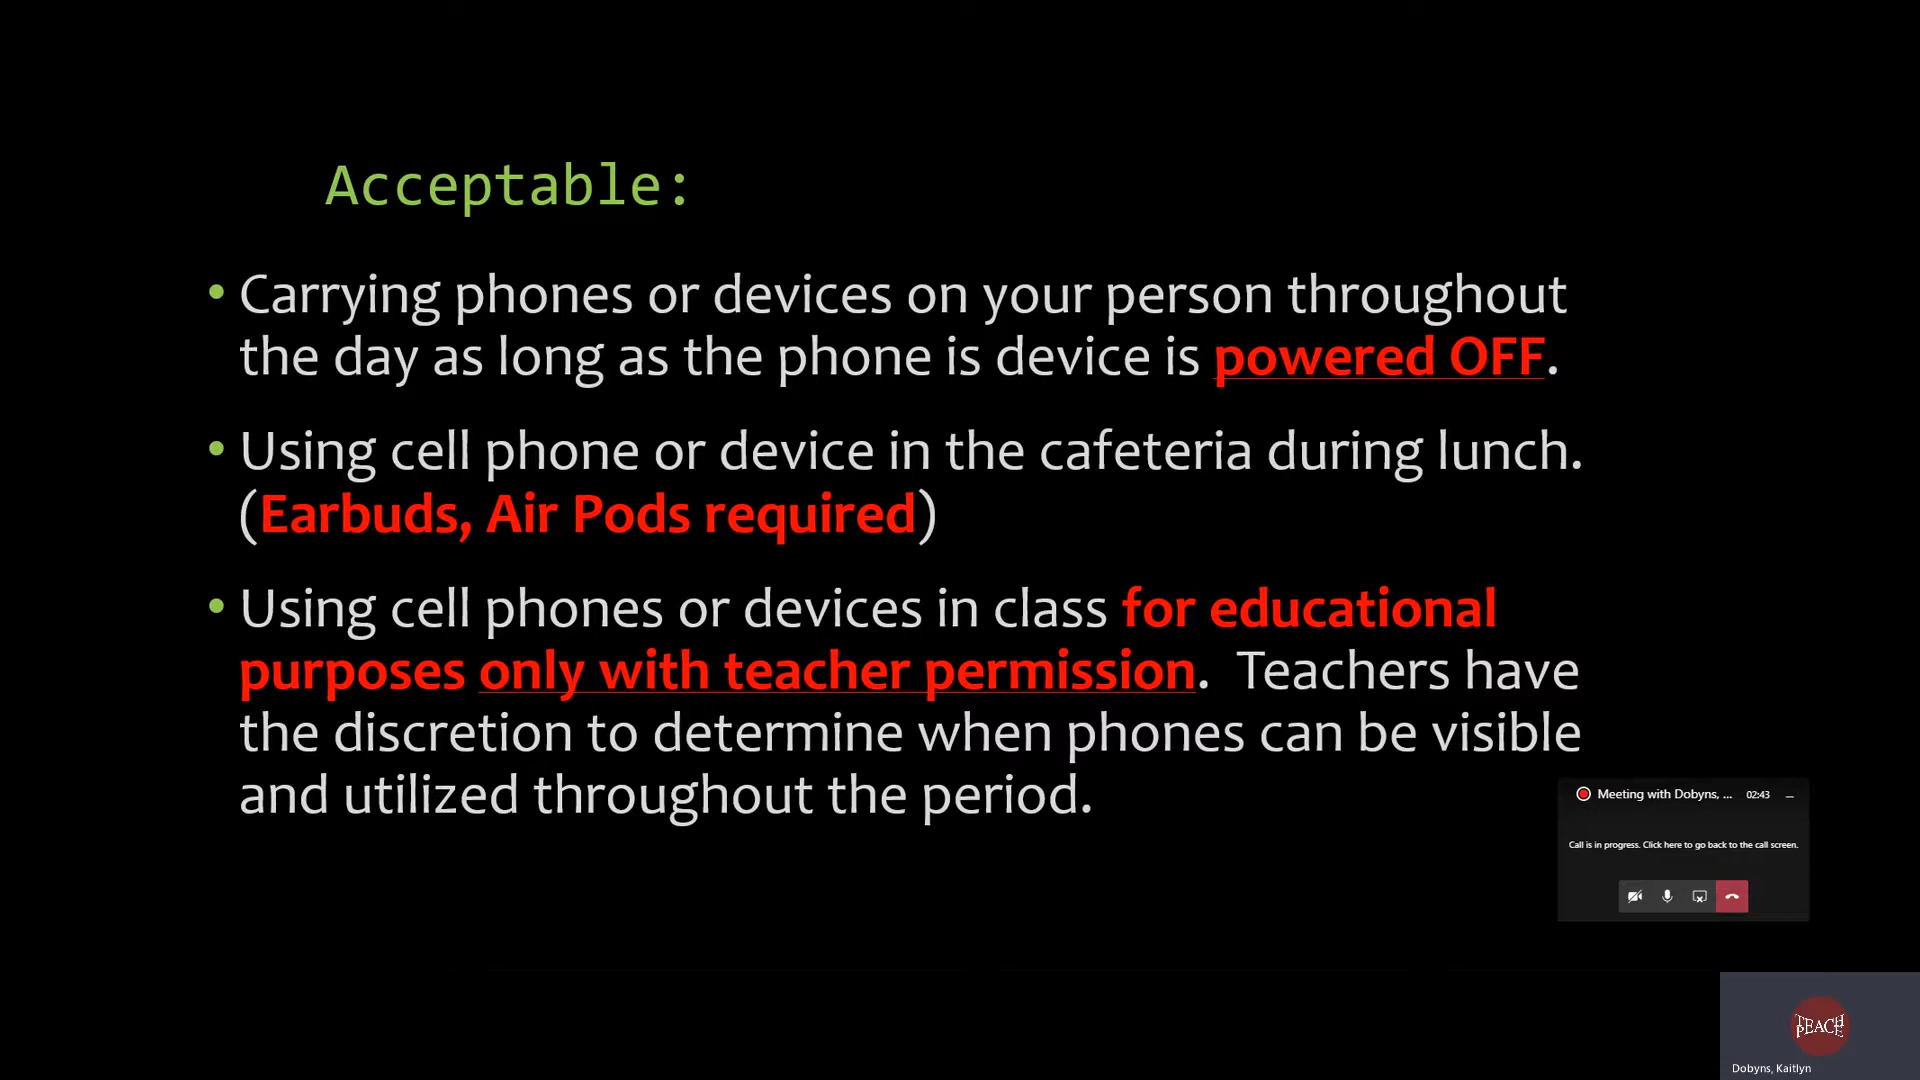 Acceptable:
• Carrying phones or devices on your person throughout
the day as long as the phone is device is powered OFF.
• Using cell phone or device in the cafeteria during lunch.
(Earbuds, Air Pods required)
• Using cell phones or devices in class for educational
purposes only with teacher permission.  Teachers have
the discretion to determine when phones can be visible
and utilized throughout the period.
Meeting with Dobyns, ... 02:43
Call is in progress. Click here to go back to the call screen.
TEACH
PEACE
Dobyns, Kaitlyn